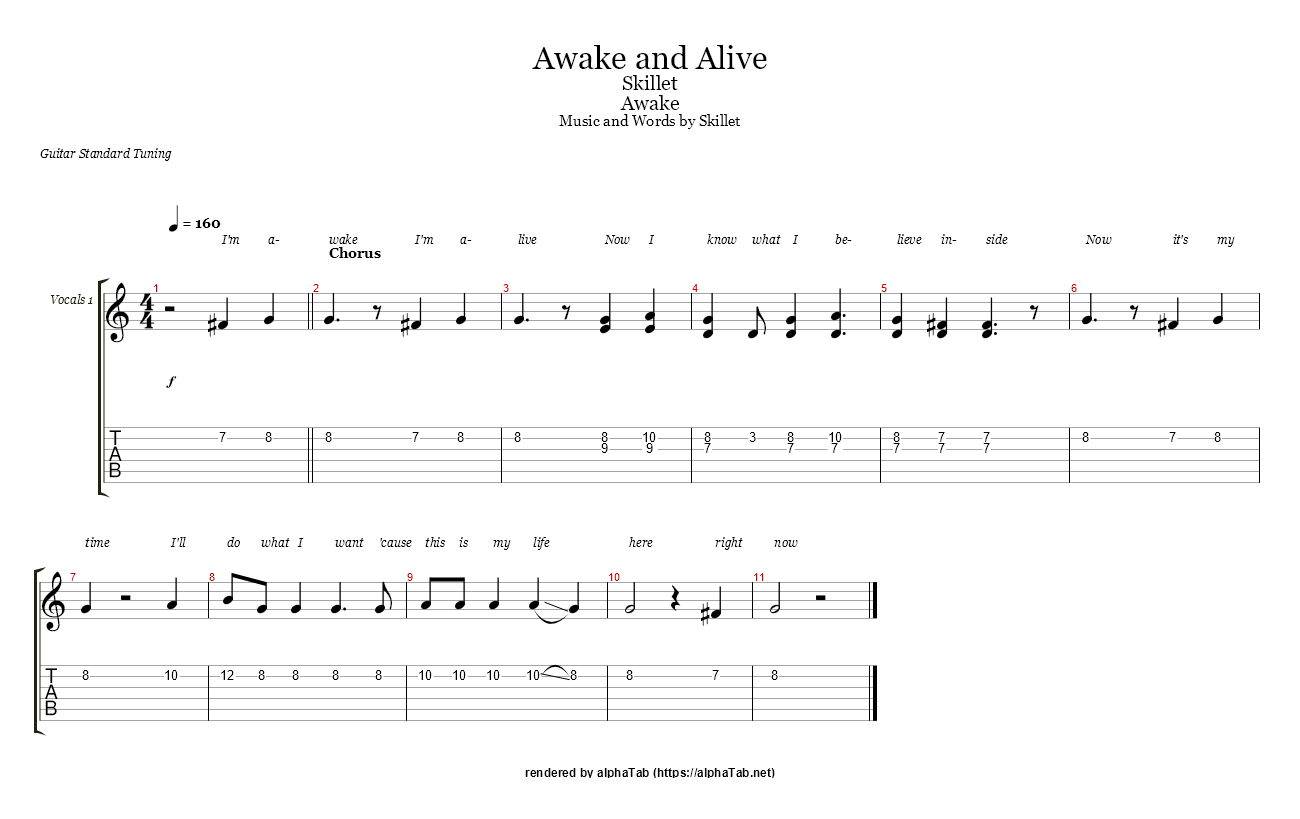 Awake and Alive
Skillet
Awake
Music and Words by Skillet
Guitar Standard Tuning
= 160
I'm a- wake I'm a- live Now I know what I be- lieve in- side Now it's my
Chorus
Vocals 1
1 2 3 4 5 6
4
4
f
T
A
B
7 8 8 7 8 8 8 10 8 3 8 10 8 7 7 8 7 8
9 9 7 7 7 7 7 7
time I'll do what I want 'cause this is my life here right now
7 8 9 10 11
T
A
B
8 10 12 8 8 8 8 10 10 10 10 8 8 7 8
rendered by alphaTab (https://alphaTab.net)